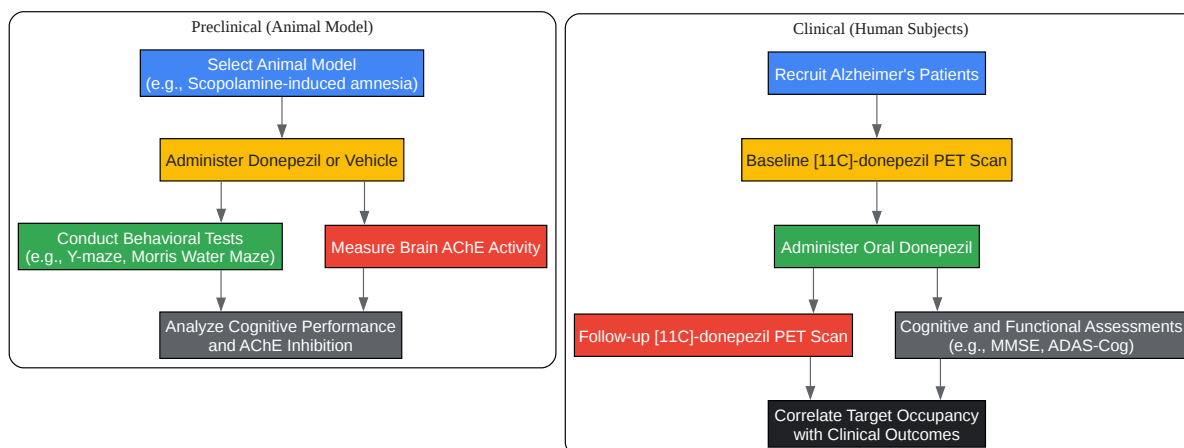 Preclinical (Animal Model)
Select Animal Model
(e.g., Scopolamine-induced amnesia)
Administer Donepezil or Vehicle
Conduct Behavioral Tests
(e.g., Y-maze, Morris Water Maze)
Measure Brain AChE Activity
Analyze Cognitive Performance
and AChE Inhibition
Clinical (Human Subjects)
Recruit Alzheimer's Patients
Baseline [11C]-donepezil PET Scan
Administer Oral Donepezil
Follow-up [11C]-donepezil PET Scan
Cognitive and Functional Assessments
(e.g., MMSE, ADAS-Cog)
Correlate Target Occupancy
with Clinical Outcomes